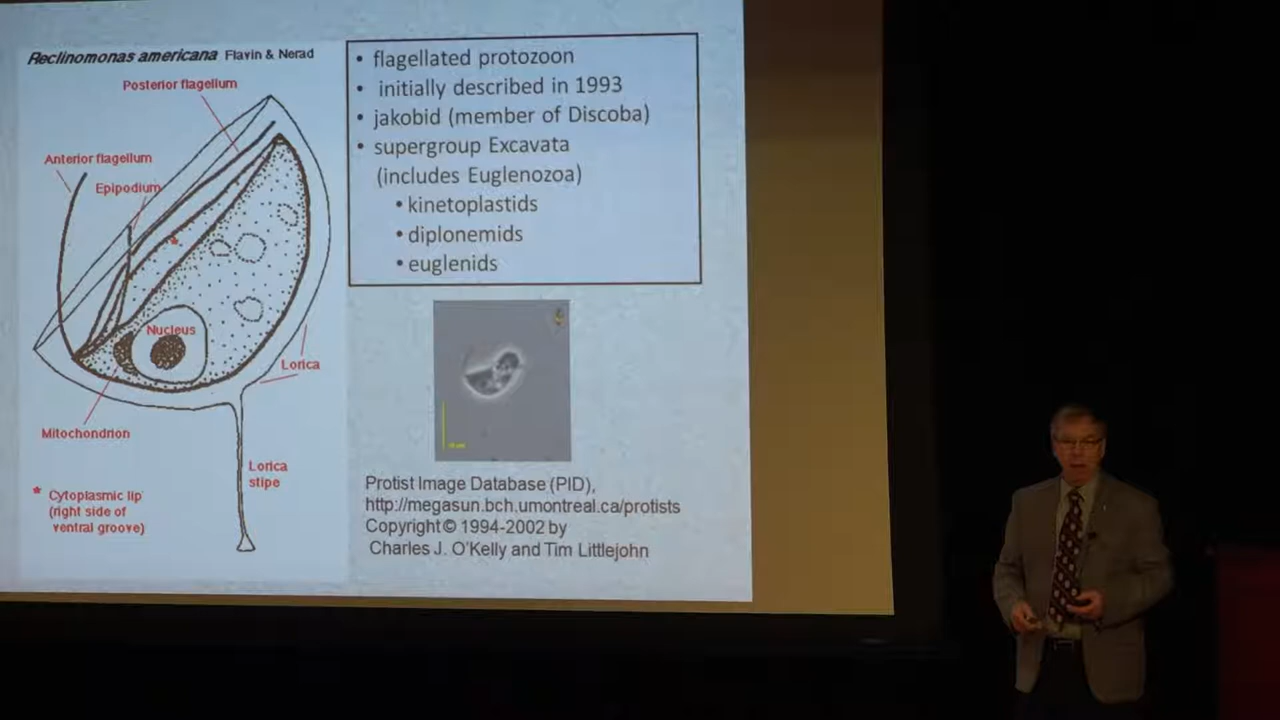 Reclinomonas americana Flavin & Nerad
Posterior flagellum
Anterior flagellum
Epipodium
Nucleus
Lorica
Mitochondrion
Lorica
stipe
* Cytoplasmic lip
(right side of
ventral groove)
• flagellated protozoon
• initially described in 1993
• jakobid (member of Discoba)
• supergroup Excavata
(includes Euglenozoa)
• kinetoplastids
• diplonemids
• euglenids
Protist Image Database (PID),
http://megasun.bch.umontreal.ca/protists
Copyright © 1994-2002 by
Charles J. O'Kelly and Tim Littlejohn